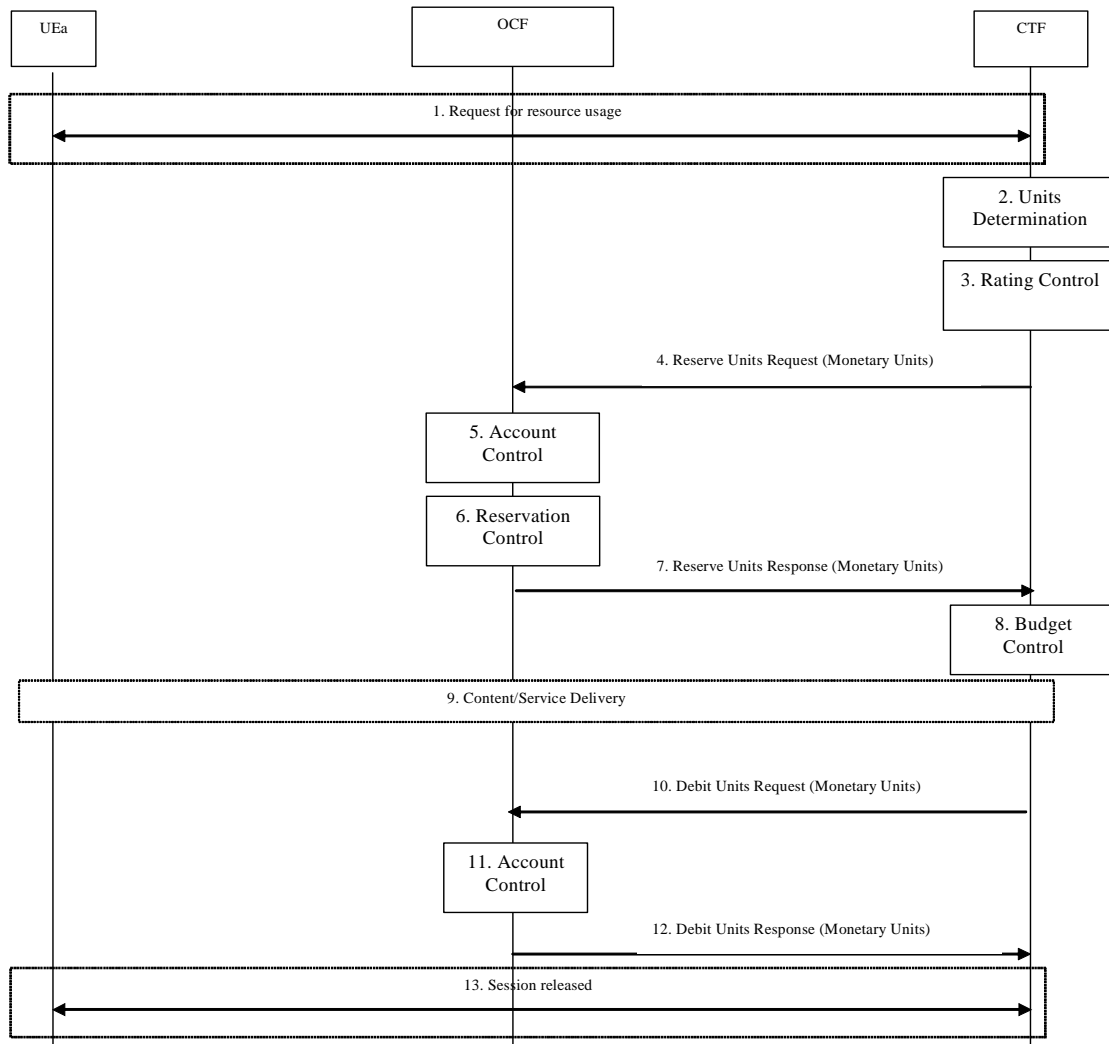 UEa
OCF
CTF
1. Request for resource usage
2. Units
Determination
3. Rating Control
4. Reserve Units Request (Monetary Units)
5. Account
Control
6. Reservation
Control
7. Reserve Units Response (Monetary Units)
8. Budget
Control
9. Content/Service Delivery
10. Debit Units Request (Monetary Units)
11. Account
Control
12. Debit Units Response (Monetary Units)
13. Session released